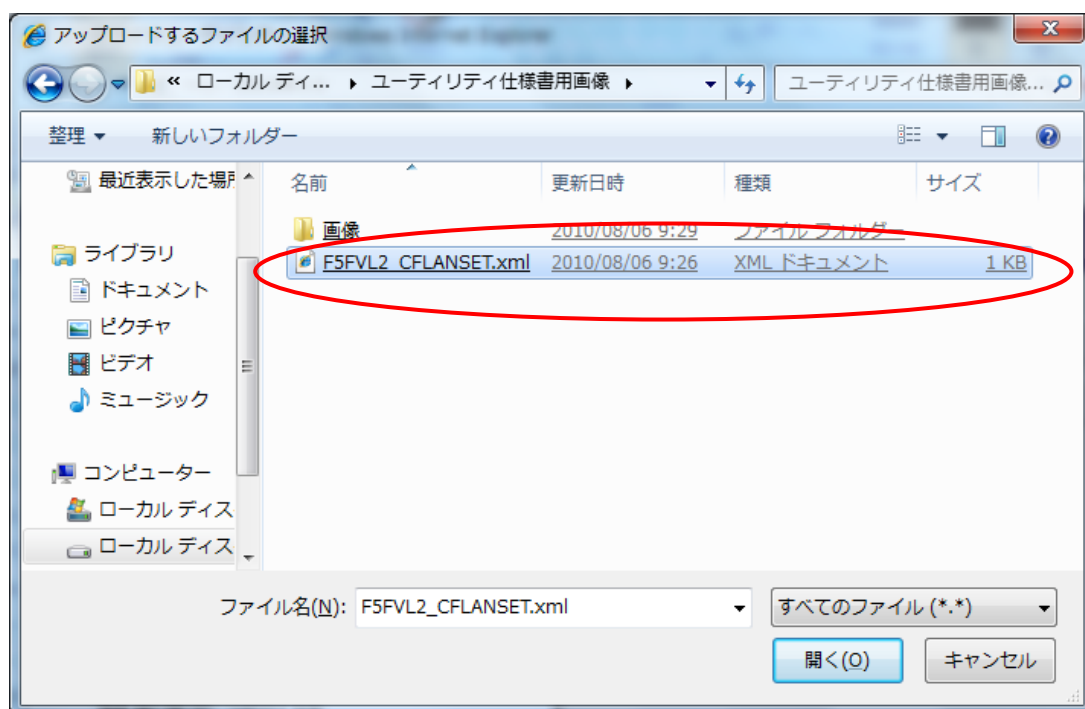 アップロードするファイルの選択
« ローカル ディ... ユーティリティ仕様書用画像
ユーティリティ仕様書用画像...
整理 新しいフォルダー
最近表示した場所
ライブラリ
ドキュメント
ピクチャ
ビデオ
ミュージック
コンピューター
ローカル ディス
ローカル ディス
名前 更新日時 種類 サイズ
画像 2010/08/06 9:29 ファイル フォルダー
F5FVL2_CFLANSET.xml 2010/08/06 9:26 XML ドキュメント 1 KB
ファイル名(N): F5FVL2_CFLANSET.xml すべてのファイル (*.*)
開く(O) キャンセル